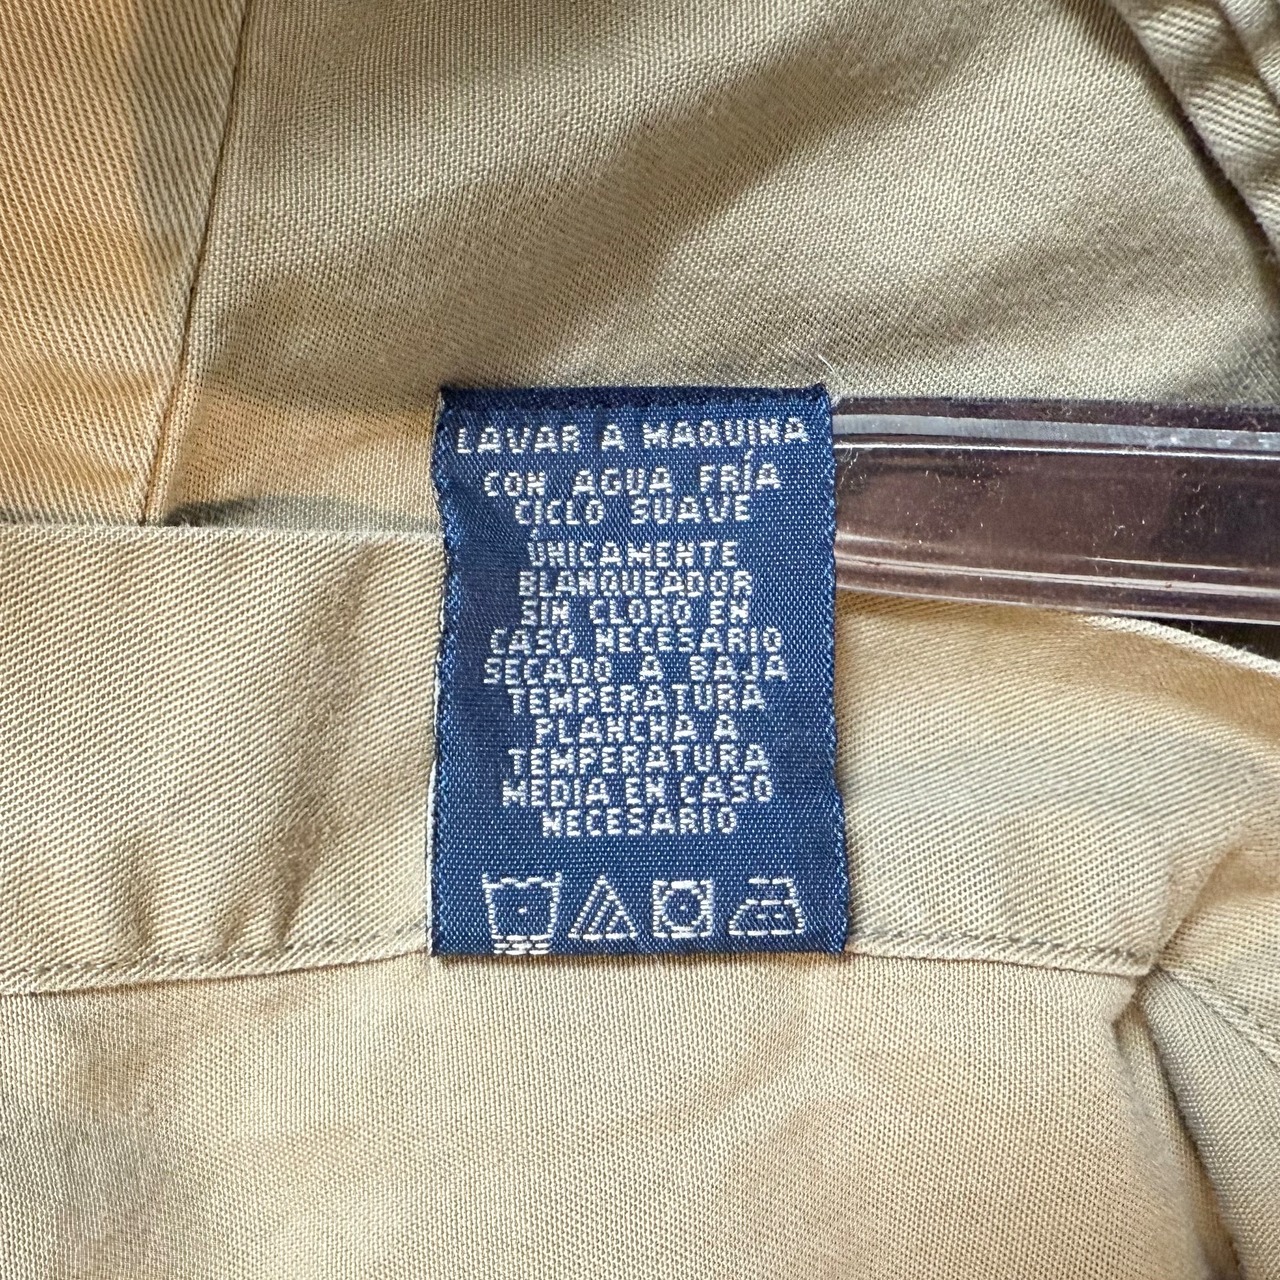 LAVAR A MAQUINA
CON AGUA FRÍA
CICLO SUAVE
ÚNICAMENTE
BLANQUEADOR
SIN CLORO EN
CASO NECESARIO
SECADO A BAJA
TEMPERATURA
PLANCHA A
TEMPERATURA
MEDIA EN CASO
NECESARIO